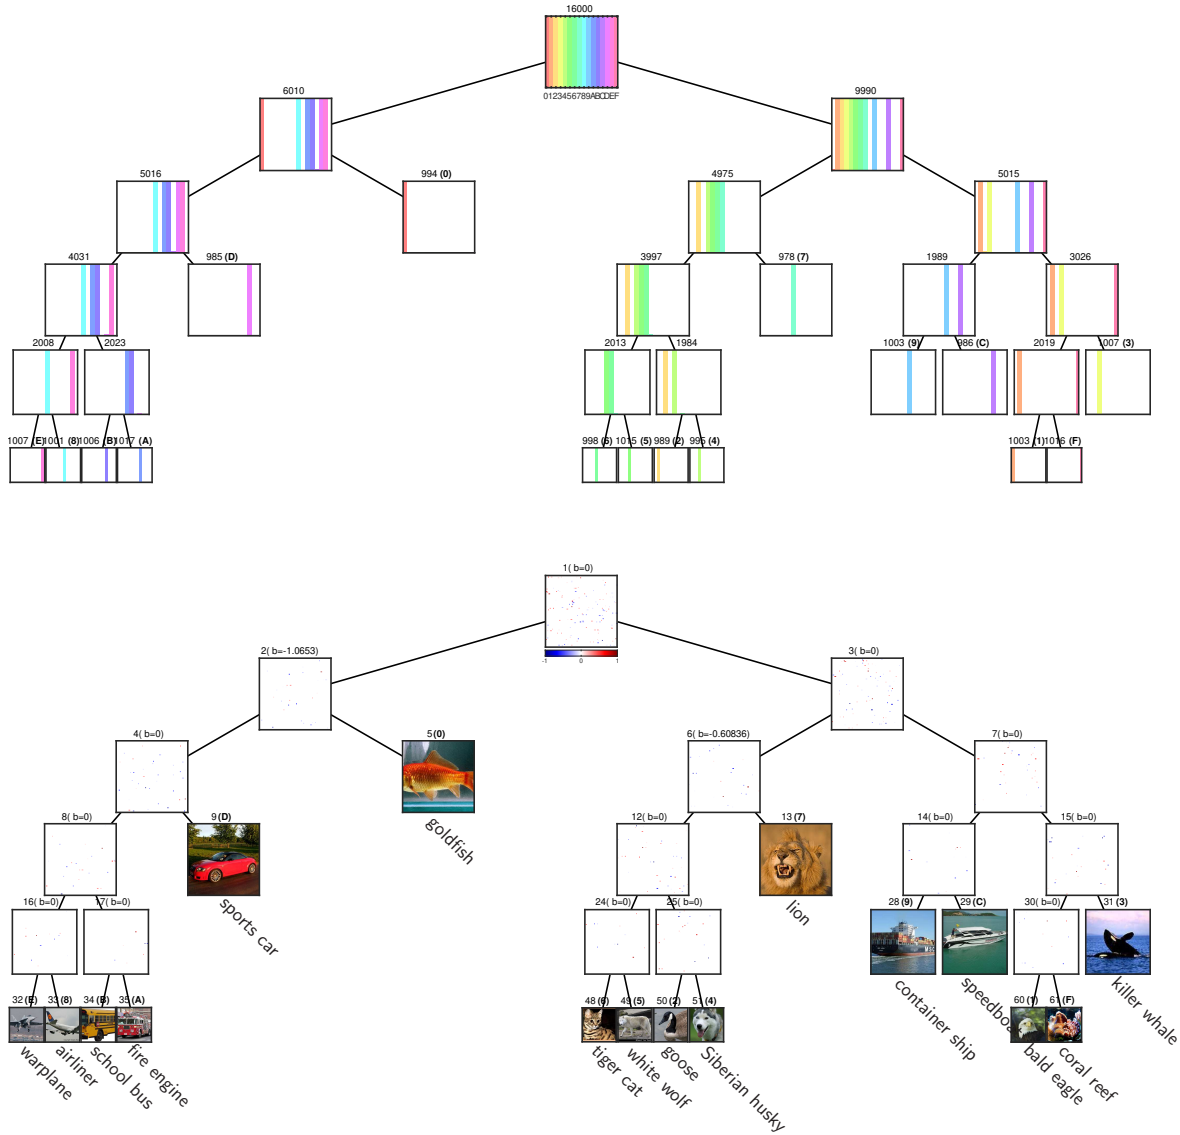 16000
0123456789ABCDEF
6010
9990
5016
994 (0)
4975
5015
4031
985 (D)
3997
978 (7)
1989
3026
2008
2023
2013
1984
1003 (9)
986 (C)
2019
1007 (3)
1007 (E)
1001 (8)
1006 (B)
1017 (A)
998 (6)
1015 (5)
989 (2)
995 (4)
1003 (1)
1016 (F)
1( b=0)
-1 0 1
2( b=-1.0653)
3( b=0)
4( b=0)
5 (0)
6( b=-0.60836)
7( b=0)
goldfish
8( b=0)
9 (D)
12( b=0)
13 (7)
14( b=0)
15( b=0)
sports car
lion
16( b=0)
17( b=0)
24( b=0)
25( b=0)
28 (9)
29 (C)
30( b=0)
31 (3)
container ship
speedboat
killer whale
32 (E)
33 (8)
34 (B)
35 (A)
48 (6)
49 (5)
50 (2)
51 (4)
60 (1)
61 (F)
warplane
airliner
school bus
fire engine
tiger cat
white wolf
goose
Siberian husky
bald eagle
coral reef